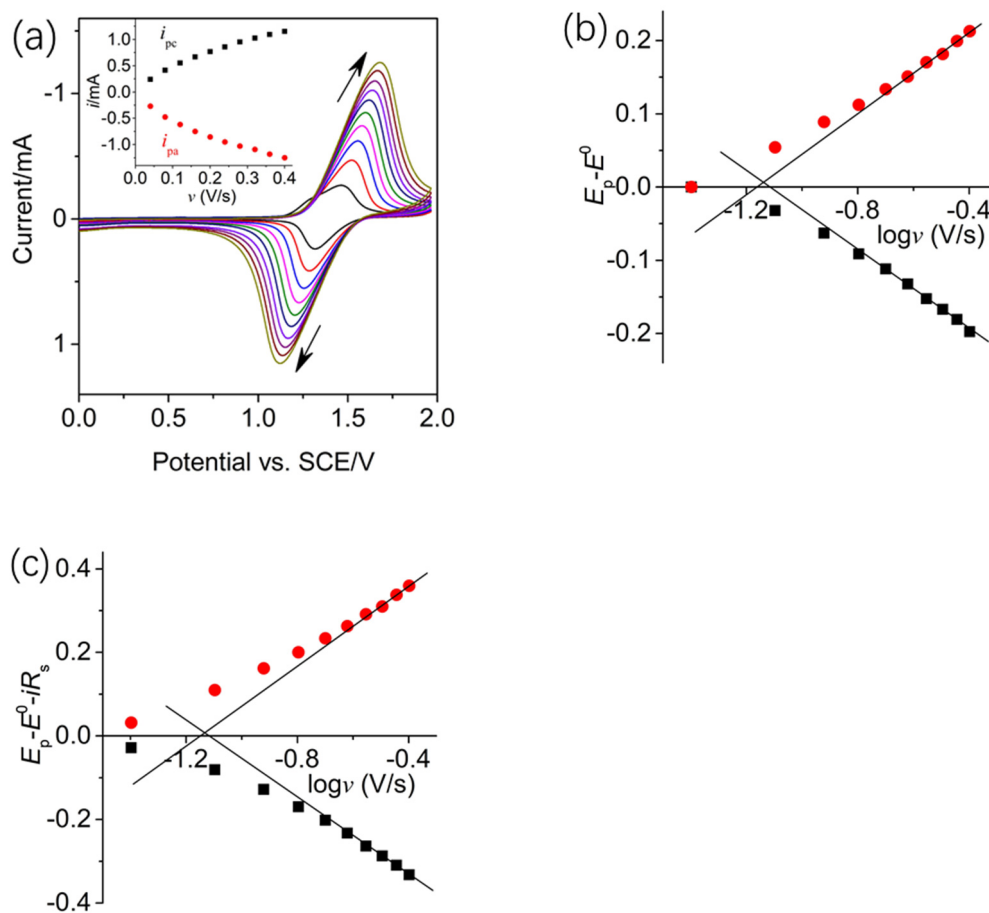 (a)
i_pc
i_pa
i/mA
1.0
0.5
0.0
-0.5
-1.0
0.0 0.1 0.2 0.3 0.4
v (V/s)
Current/mA
-1
0
1
0.0 0.5 1.0 1.5 2.0
Potential vs. SCE/V
(b)
E_p-E^0
0.2
0.1
0.0
-0.1
-0.2
-1.2 -0.8 -0.4
logv (V/s)
(c)
E_p-E^0-iR_s
0.4
0.2
0.0
-0.2
-0.4
-1.2 -0.8 -0.4
logv (V/s)